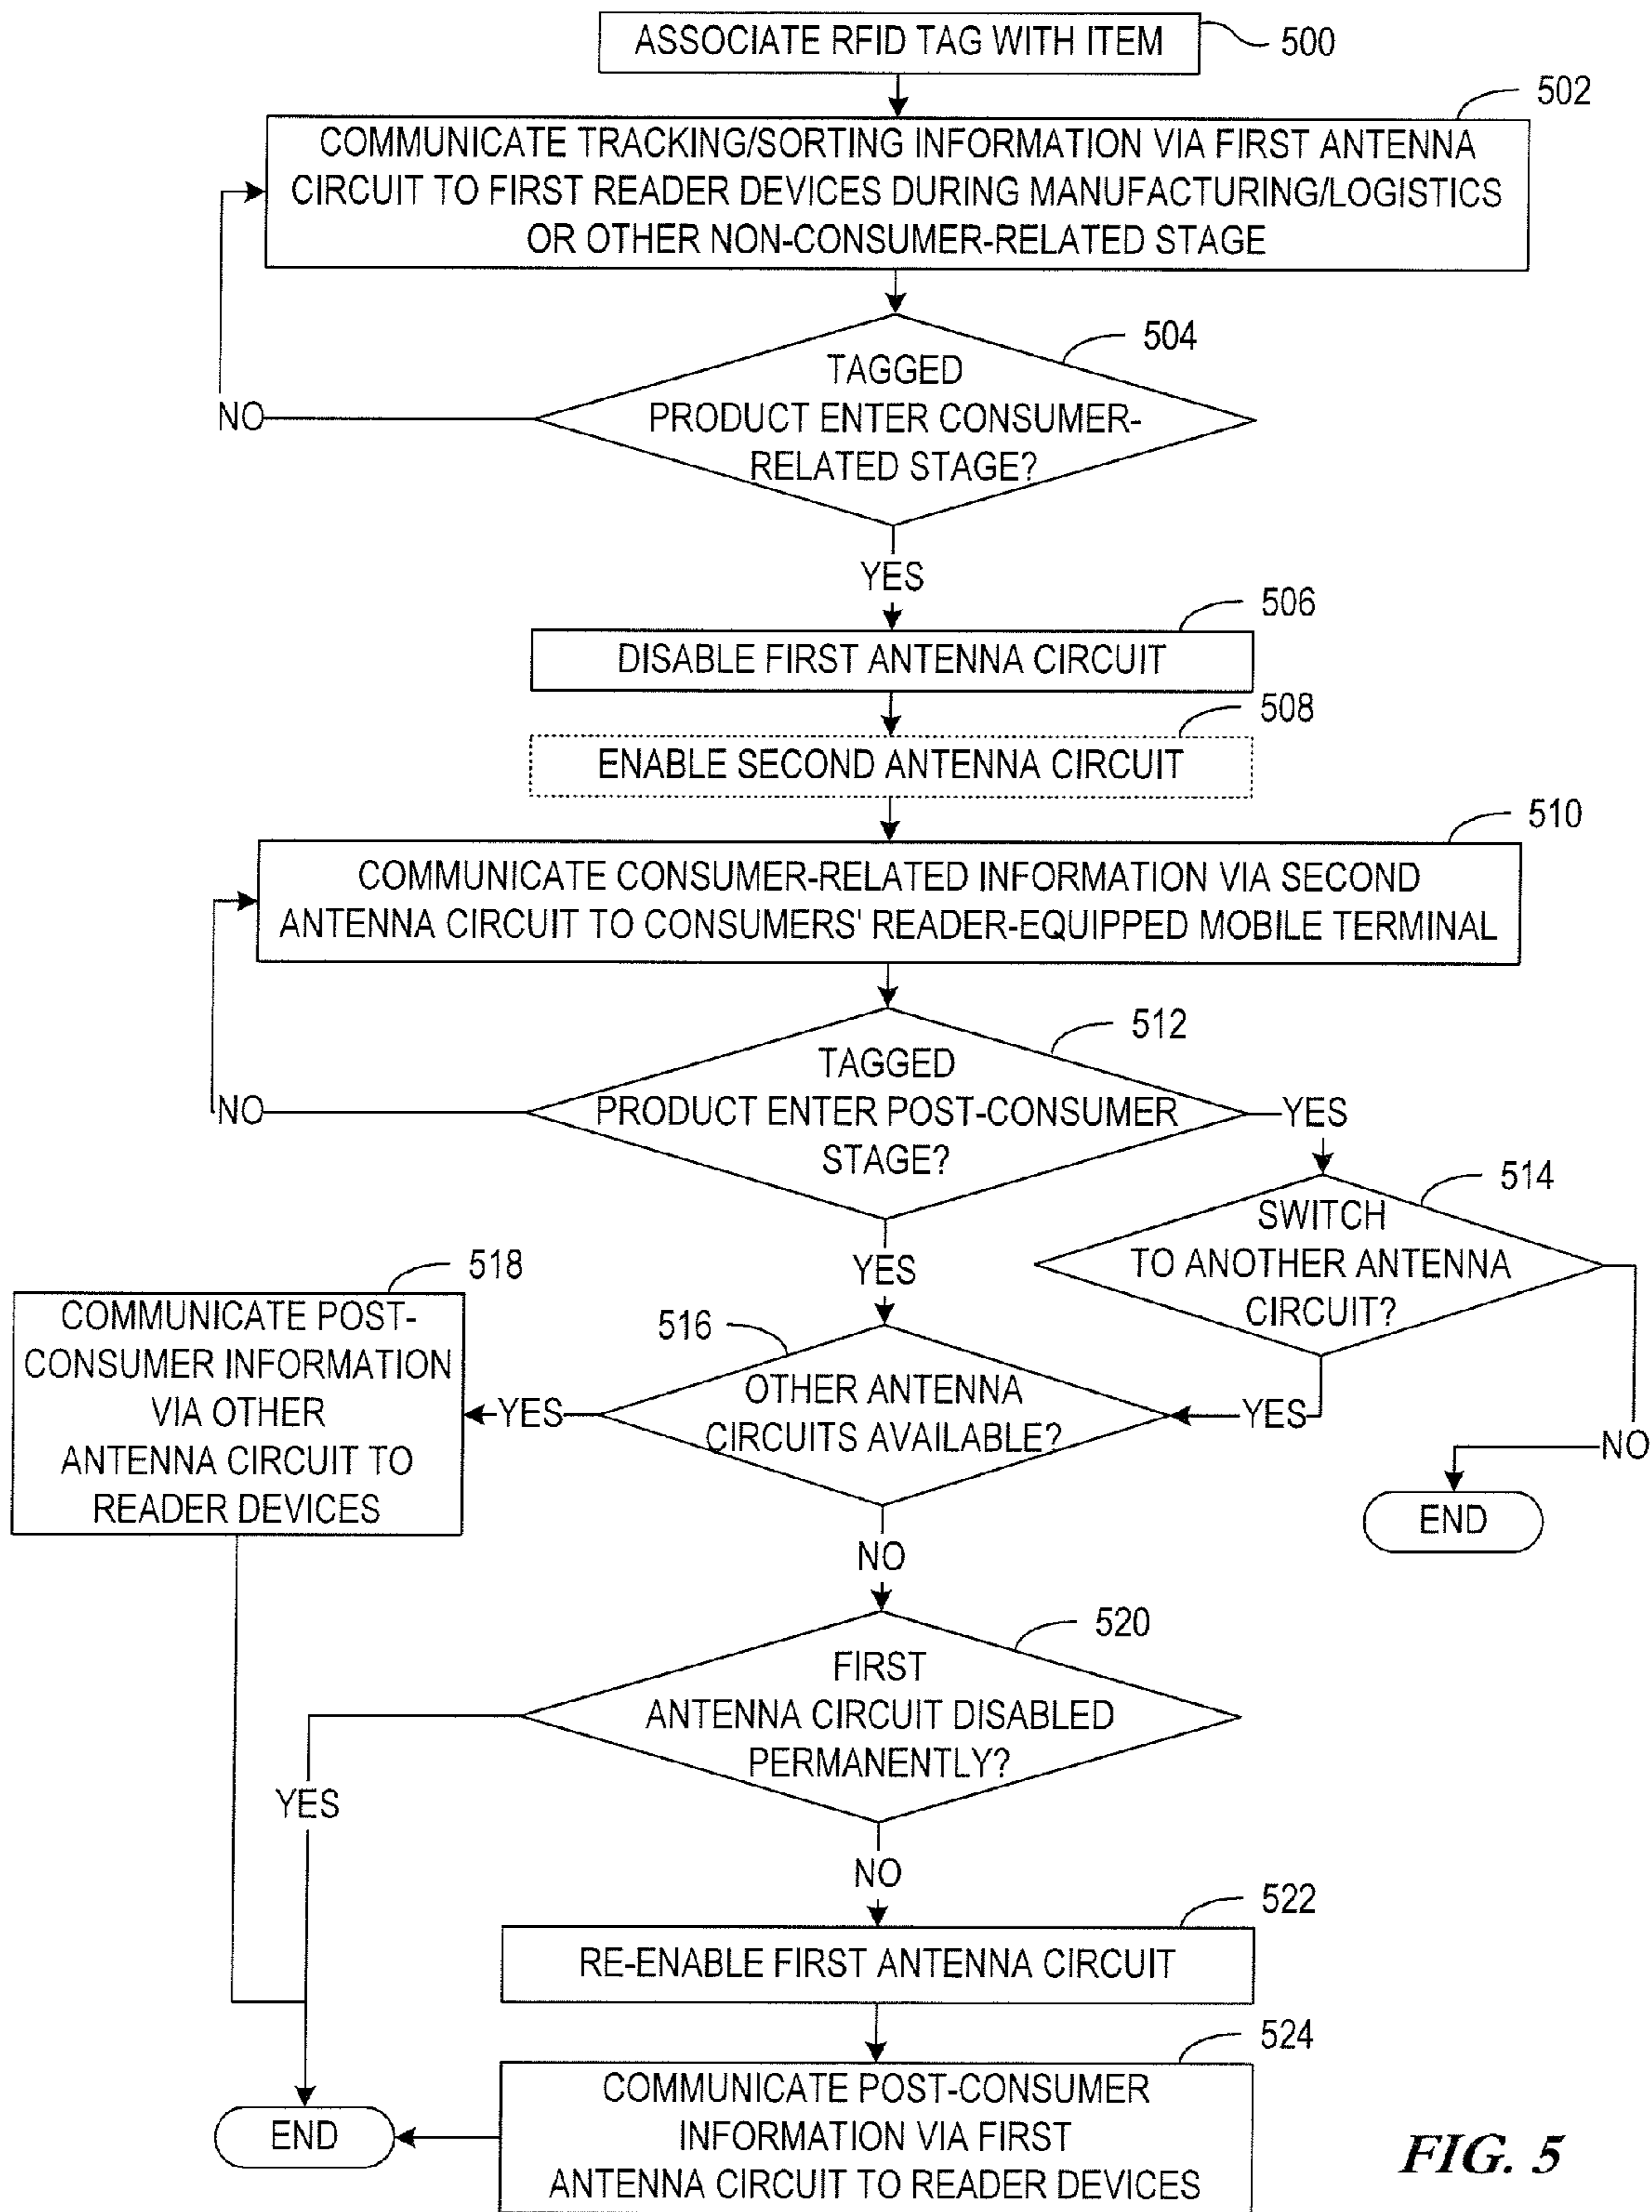 ASSOCIATE RFID TAG WITH ITEM
500
502
COMMUNICATE TRACKING/SORTING INFORMATION VIA FIRST ANTENNA
CIRCUIT TO FIRST READER DEVICES DURING MANUFACTURING/LOGISTICS
OR OTHER NON-CONSUMER-RELATED STAGE
504
TAGGED
PRODUCT ENTER CONSUMER-
RELATED STAGE?
NO
YES
506
DISABLE FIRST ANTENNA CIRCUIT
508
ENABLE SECOND ANTENNA CIRCUIT
510
COMMUNICATE CONSUMER-RELATED INFORMATION VIA SECOND
ANTENNA CIRCUIT TO CONSUMERS' READER-EQUIPPED MOBILE TERMINAL
512
TAGGED
PRODUCT ENTER POST-CONSUMER
STAGE?
NO
YES
514
SWITCH
TO ANOTHER ANTENNA
CIRCUIT?
YES
518
COMMUNICATE POST-
CONSUMER INFORMATION
VIA OTHER
ANTENNA CIRCUIT TO
READER DEVICES
516
OTHER ANTENNA
CIRCUITS AVAILABLE?
YES
YES
NO
END
NO
520
FIRST
ANTENNA CIRCUIT DISABLED
PERMANENTLY?
YES
NO
522
RE-ENABLE FIRST ANTENNA CIRCUIT
524
COMMUNICATE POST-CONSUMER
INFORMATION VIA FIRST
ANTENNA CIRCUIT TO READER DEVICES
END
FIG. 5